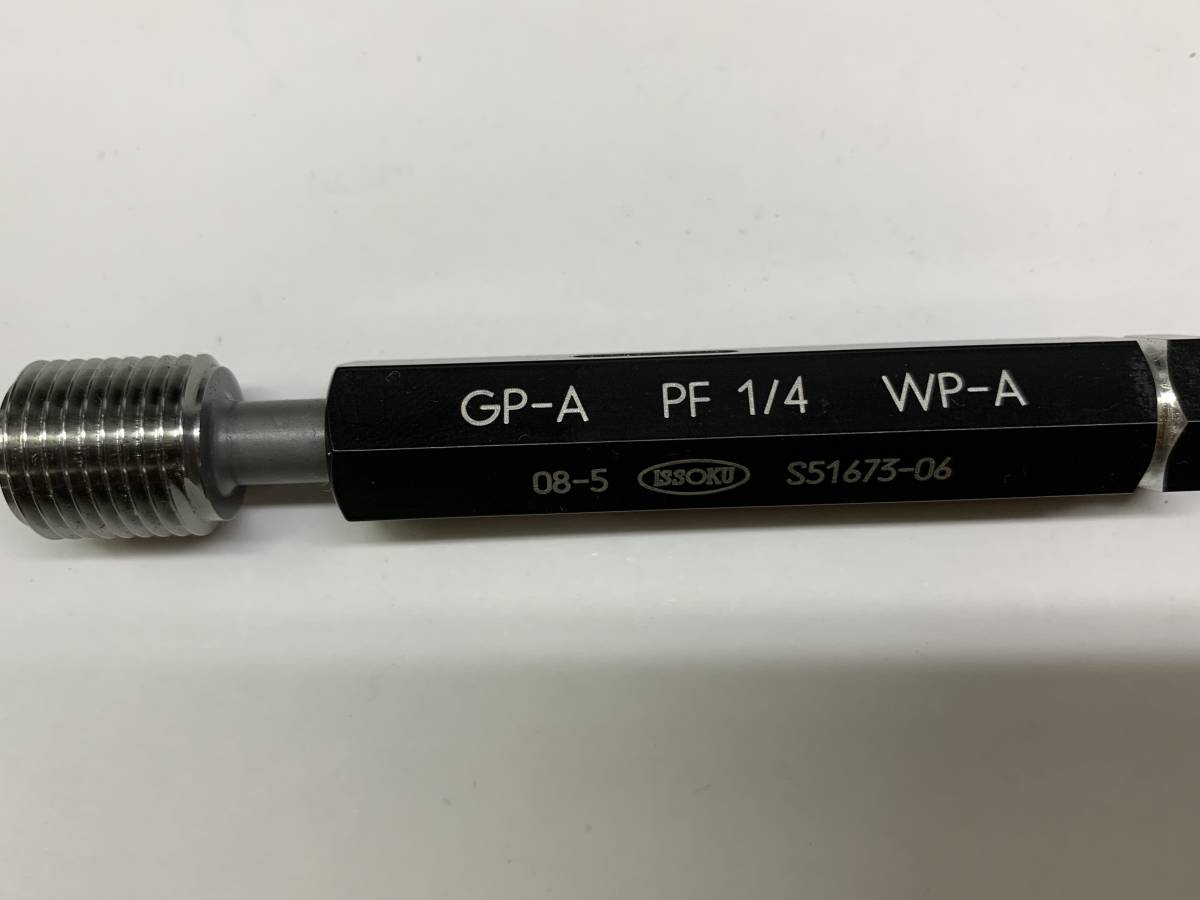 GP-A PF 1/4 WP-A
08-5 ISSOKU S51673-06